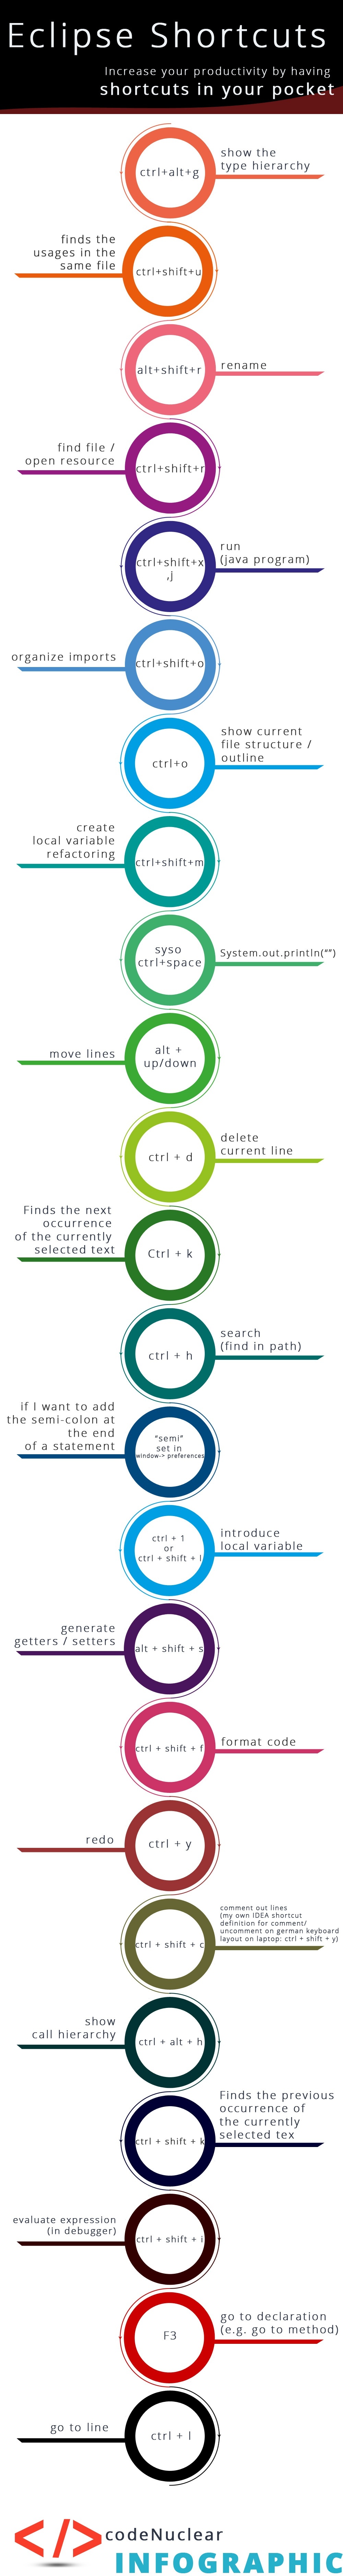 Eclipse Shortcuts
Increase your productivity by having
shortcuts in your pocket
ctrl+alt+g
show the
type hierarchy
finds the
usages in the
same file
ctrl+shift+u
alt+shift+r
rename
find file /
open resource
ctrl+shift+r
ctrl+shift+x
,j
run
(java program)
organize imports
ctrl+shift+o
ctrl+o
show current
file structure /
outline
create
local variable
refactoring
ctrl+shift+m
syso
ctrl+space
System.out.println(“”)
move lines
alt +
up/down
ctrl + d
delete
current line
Finds the next
occurrence
of the currently
selected text
Ctrl + k
ctrl + h
search
(find in path)
if I want to add
the semi-colon at
the end
of a statement
“semi”
set in
window-> preferences
ctrl + 1
or
ctrl + shift + l
introduce
local variable
generate
getters / setters
alt + shift + s
ctrl + shift + f
format code
redo
ctrl + y
ctrl + shift + c
comment out lines
(my own IDEA shortcut
definition for comment/
uncomment on german keyboard
layout on laptop: ctrl + shift + y)
show
call hierarchy
ctrl + alt + h
ctrl + shift + k
Finds the previous
occurrence of
the currently
selected tex
evaluate expression
(in debugger)
ctrl + shift + i
F3
go to declaration
(e.g. go to method)
go to line
ctrl + l
</> codeNuclear
INFOGRAPHIC